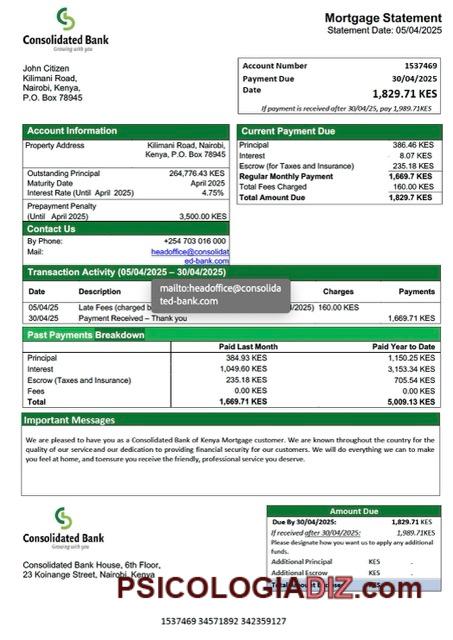 Consolidated Bank
Growing with you
Mortgage Statement
Statement Date: 05/04/2025
John Citizen
Kilimani Road,
Nairobi, Kenya,
P.O. Box 78945
Account Number 1537469
Payment Due 30/04/2025
Date 1,829.71 KES
If payment is received after 30/04/25, pay 1,989.71KES
Account Information
Property Address Kilimani Road, Nairobi,
Kenya, P.O. Box 78945
Outstanding Principal 264,776.43 KES
Maturity Date April 2025
Interest Rate (Until April 2025) 4.75%
Prepayment Penalty
(Until April 2025) 3,500.00 KES
Current Payment Due
Principal 386.46 KES
Interest 8.07 KES
Escrow (for Taxes and Insurance) 235.18 KES
Regular Monthly Payment 1,669.7 KES
Total Fees Charged 160.00 KES
Total Amount Due 1,829.7 KES
Contact Us
By Phone: +254 703 016 000
Mail: headoffice@consolidat
ed-bank.com
Transaction Activity (05/04/2025 – 30/04/2025)
mailto:headoffice@consolida
ted-bank.com
Date Description Charges Payments
05/04/25 Late Fees (charged b 2025) 160.00 KES
30/04/25 Payment Received – Thank you 1,669.71 KES
Past Payments Breakdown
Paid Last Month Paid Year to Date
Principal 384.93 KES 1,150.25 KES
Interest 1,049.60 KES 3,153.34 KES
Escrow (Taxes and Insurance) 235.18 KES 705.54 KES
Fees 0.00 KES 0.00 KES
Total 1,669.71 KES 5,009.13 KES
Important Messages
We are pleased to have you as a Consolidated Bank of Kenya Mortgage customer. We are known throughout the country for the
quality of our serviceand our dedication to providing financial security for our customers. We will do everything we can to make
you feel at home, and toensure you receive the friendly, professional service you deserve.
Consolidated Bank
Growing with you
Consolidated Bank House, 6th Floor,
23 Koinange Street, Nairobi, Kenya
Amount Due
Due By 30/04/2025: 1,829.71 KES
If received after 30/04/2025: 1,989.71KES
Please designate how you want us to apply any additional
funds.
Additional Principal KES -
Additional Escrow KES -
Total Amount
PSICOLOGIADIZ.com
1537469 34571892 342359127